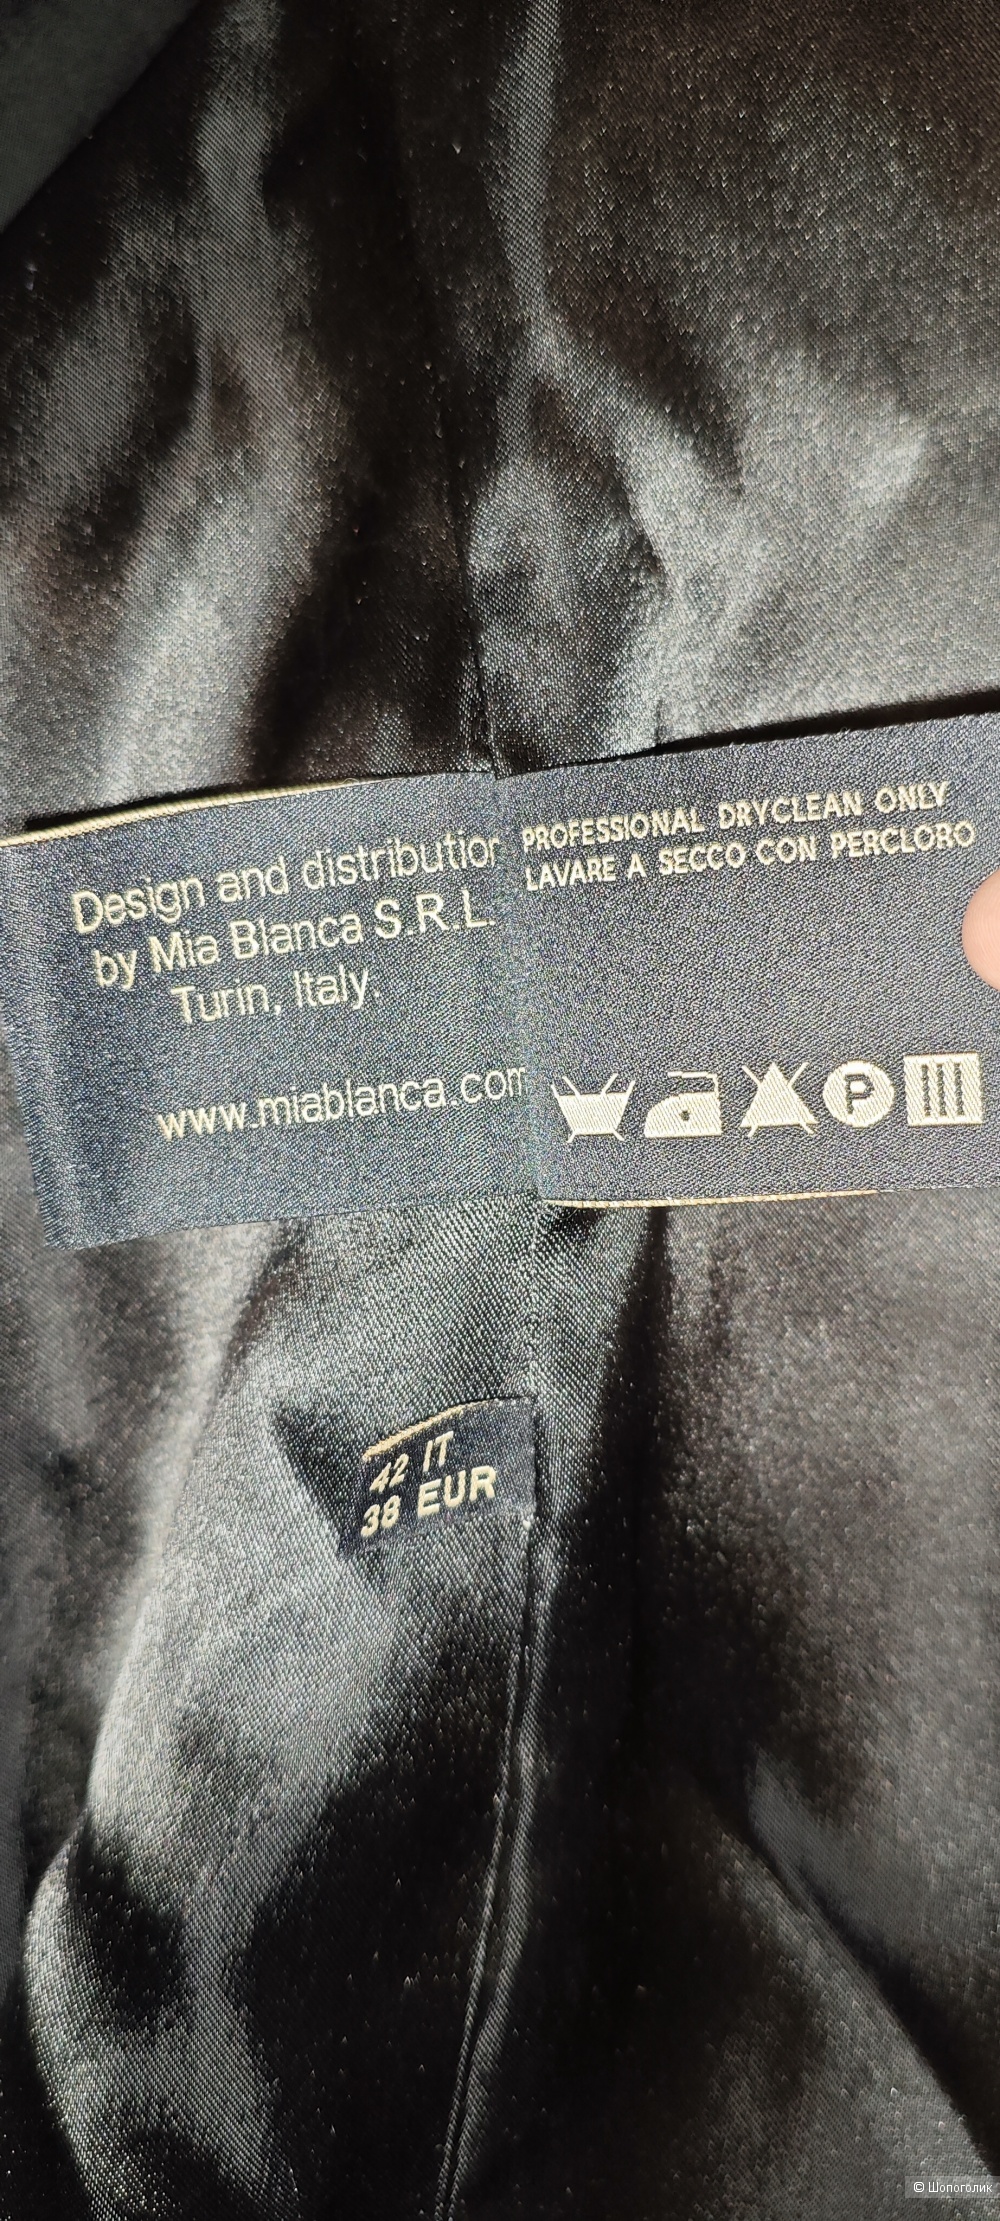 Design and distribution
by Mia Blanca S.R.L.
Turin, Italy.
www.miablanca.com
PROFESSIONAL DRYCLEAN ONLY
LAVARE A SECCO CON PERCLORO
P
42 IT
38 EUR
© Шопоголик